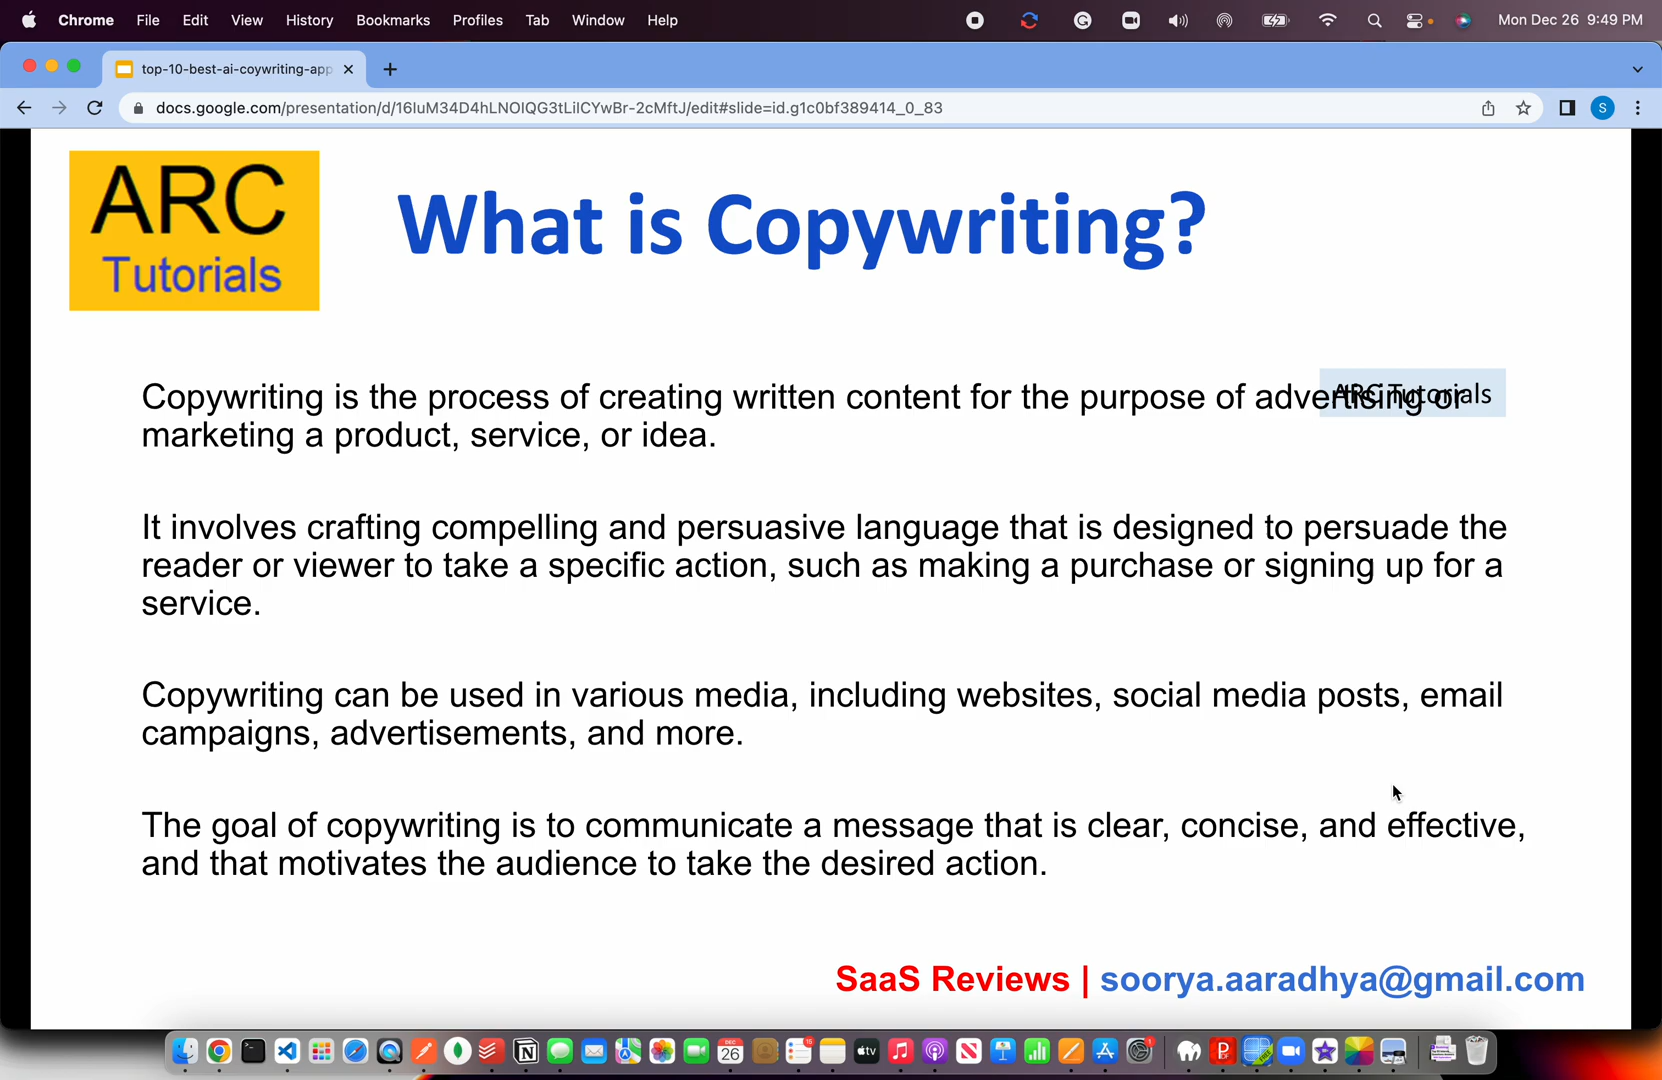 Chrome File Edit View History Bookmarks Profiles Tab Window Help Mon Dec 26 9:49 PM
top-10-best-ai-coywriting-app
docs.google.com/presentation/d/16IuM34D4hLNOIQG3tLiICYwBr-2cMftJ/edit#slide=id.g1c0bf389414_0_83
S
ARC
Tutorials
What is Copywriting?
Copywriting is the process of creating written content for the purpose of advertising or
ARC Tutorials
marketing a product, service, or idea.
It involves crafting compelling and persuasive language that is designed to persuade the
reader or viewer to take a specific action, such as making a purchase or signing up for a
service.
Copywriting can be used in various media, including websites, social media posts, email
campaigns, advertisements, and more.
The goal of copywriting is to communicate a message that is clear, concise, and effective,
and that motivates the audience to take the desired action.
SaaS Reviews | soorya.aaradhya@gmail.com
DEC
26
tv